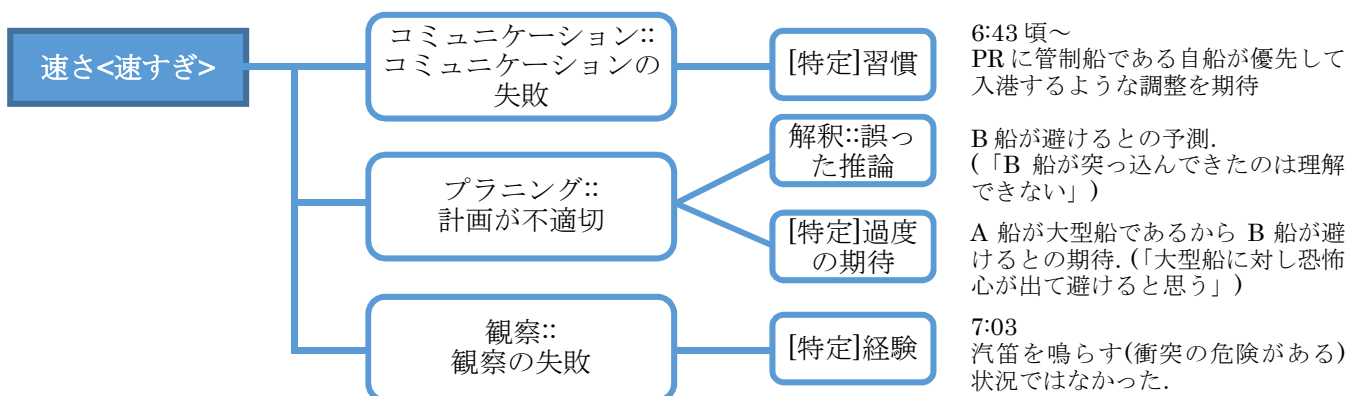 速さ<速すぎ>
コミュニケーション::
コミュニケーションの
失敗
[特定]習慣
6:43 頃～
PR に管制船である自船が優先して
入港するような調整を期待
プラニング::
計画が不適切
解釈::誤っ
た推論
B 船が避けるとの予測.
(「B 船が突っ込んできたのは理解
できない」)
[特定]過度
の期待
A 船が大型船であるから B 船が避
けるとの期待. (「大型船に対し恐怖
心が出て避けると思う」)
観察::
観察の失敗
[特定]経験
7:03
汽笛を鳴らす(衝突の危険がある)
状況ではなかった.